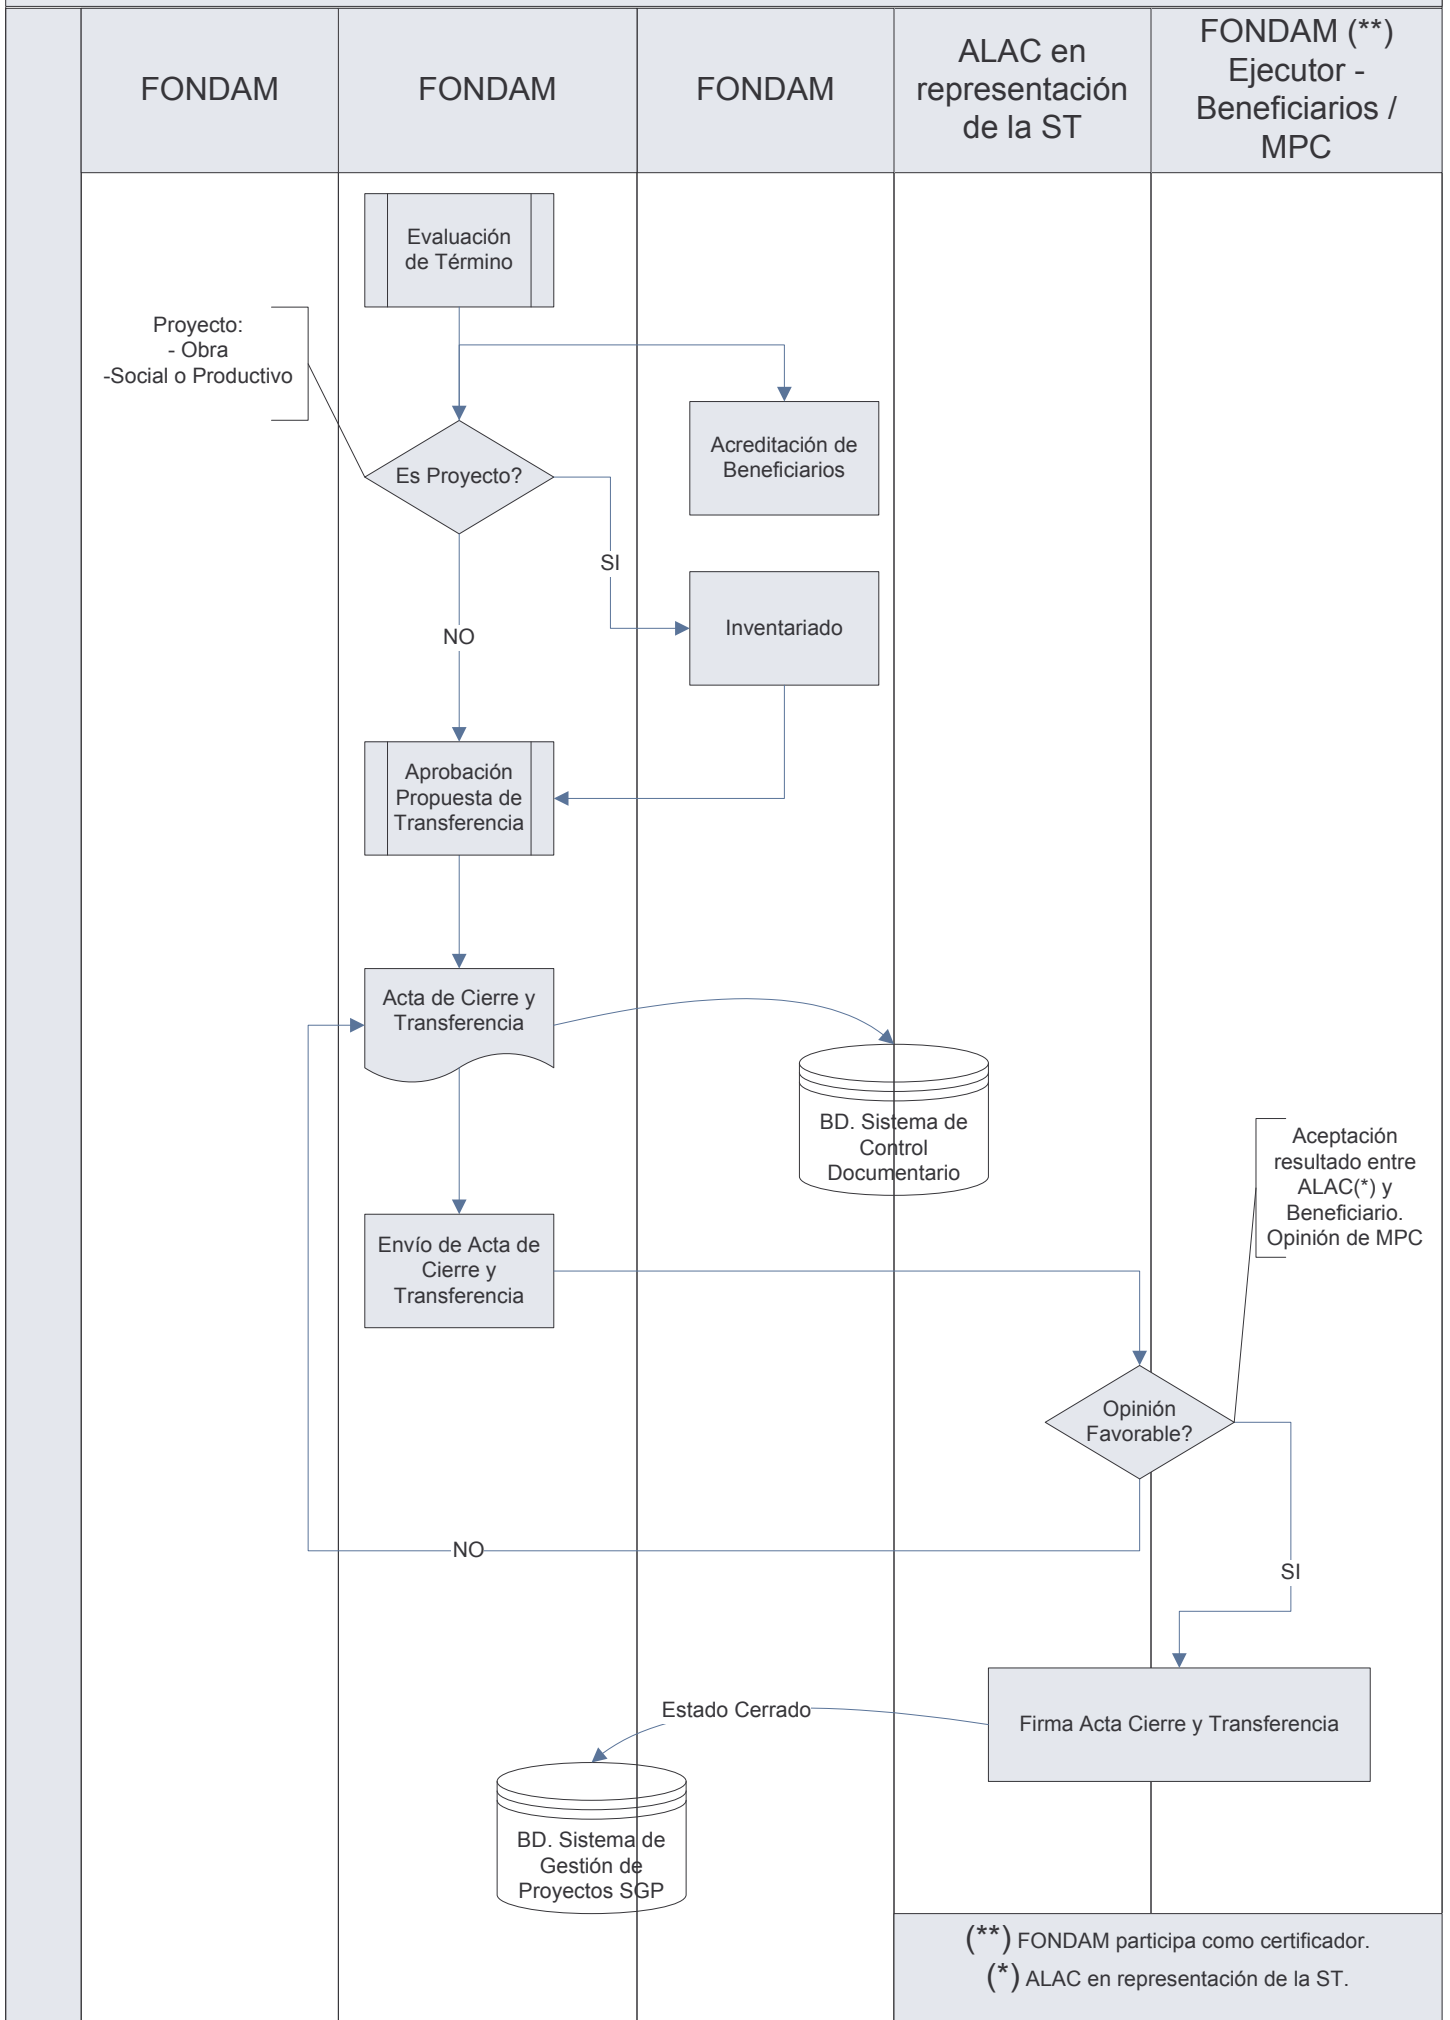 FONDAM
FONDAM
FONDAM
ALAC en
representación
de la ST
FONDAM (**)
Ejecutor -
Beneficiarios /
MPC
Evaluación
de Término
Proyecto:
- Obra
-Social o Productivo
Es Proyecto?
Acreditación de
Beneficiarios
SI
Inventariado
NO
Aprobación
Propuesta de
Transferencia
Acta de Cierre y
Transferencia
BD. Sistema de
Control
Documentario
Aceptación
resultado entre
ALAC(*) y
Beneficiario.
Opinión de MPC
Envío de Acta de
Cierre y
Transferencia
Opinión
Favorable?
NO
SI
Estado Cerrado
Firma Acta Cierre y Transferencia
BD. Sistema de
Gestión de
Proyectos SGP
(**) FONDAM participa como certificador.
(*) ALAC en representación de la ST.